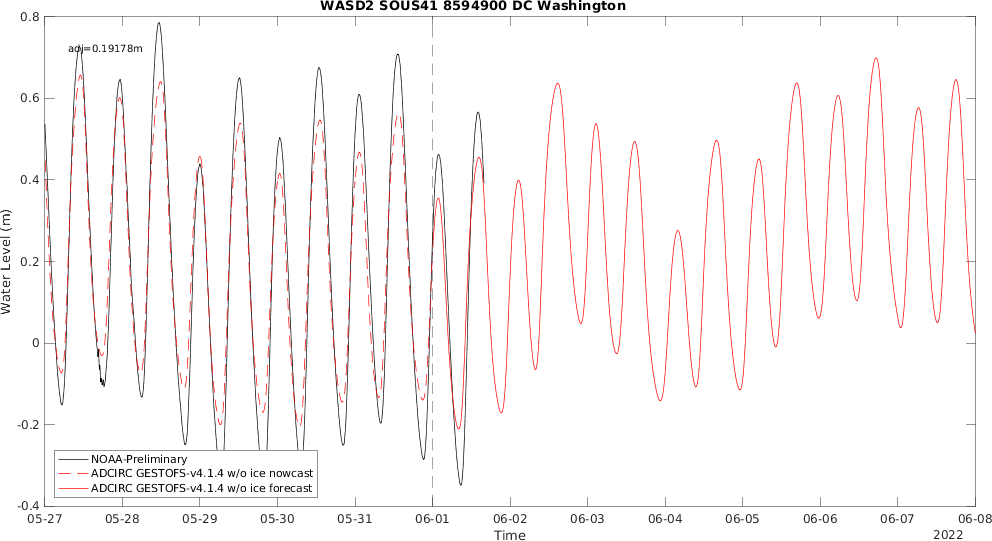 WASD2 SOUS41 8594900 DC Washington
adj=0.19178m
0.8
0.6
0.4
0.2
0
-0.2
-0.4
Water Level (m)
NOAA-Preliminary
ADCIRC GESTOFS-v4.1.4 w/o ice nowcast
ADCIRC GESTOFS-v4.1.4 w/o ice forecast
05-27 05-28 05-29 05-30 05-31 06-01 06-02 06-03 06-04 06-05 06-06 06-07 06-08
Time
2022